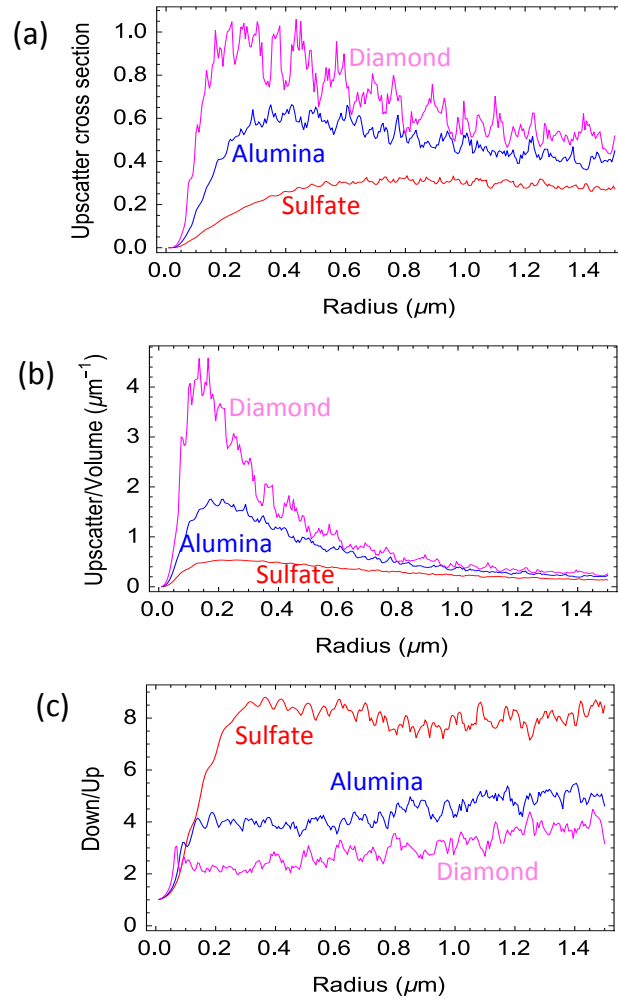 (a)
Upscatter cross section
1.0
0.8
0.6
0.4
0.2
0.0
Diamond
Alumina
Sulfate
0.0 0.2 0.4 0.6 0.8 1.0 1.2 1.4
Radius (μm)
(b)
Upscatter/Volume (μm⁻¹)
4
3
2
1
0
Diamond
Alumina
Sulfate
0.0 0.2 0.4 0.6 0.8 1.0 1.2 1.4
Radius (μm)
(c)
Down/Up
8
6
4
2
0
Sulfate
Alumina
Diamond
0.0 0.2 0.4 0.6 0.8 1.0 1.2 1.4
Radius (μm)